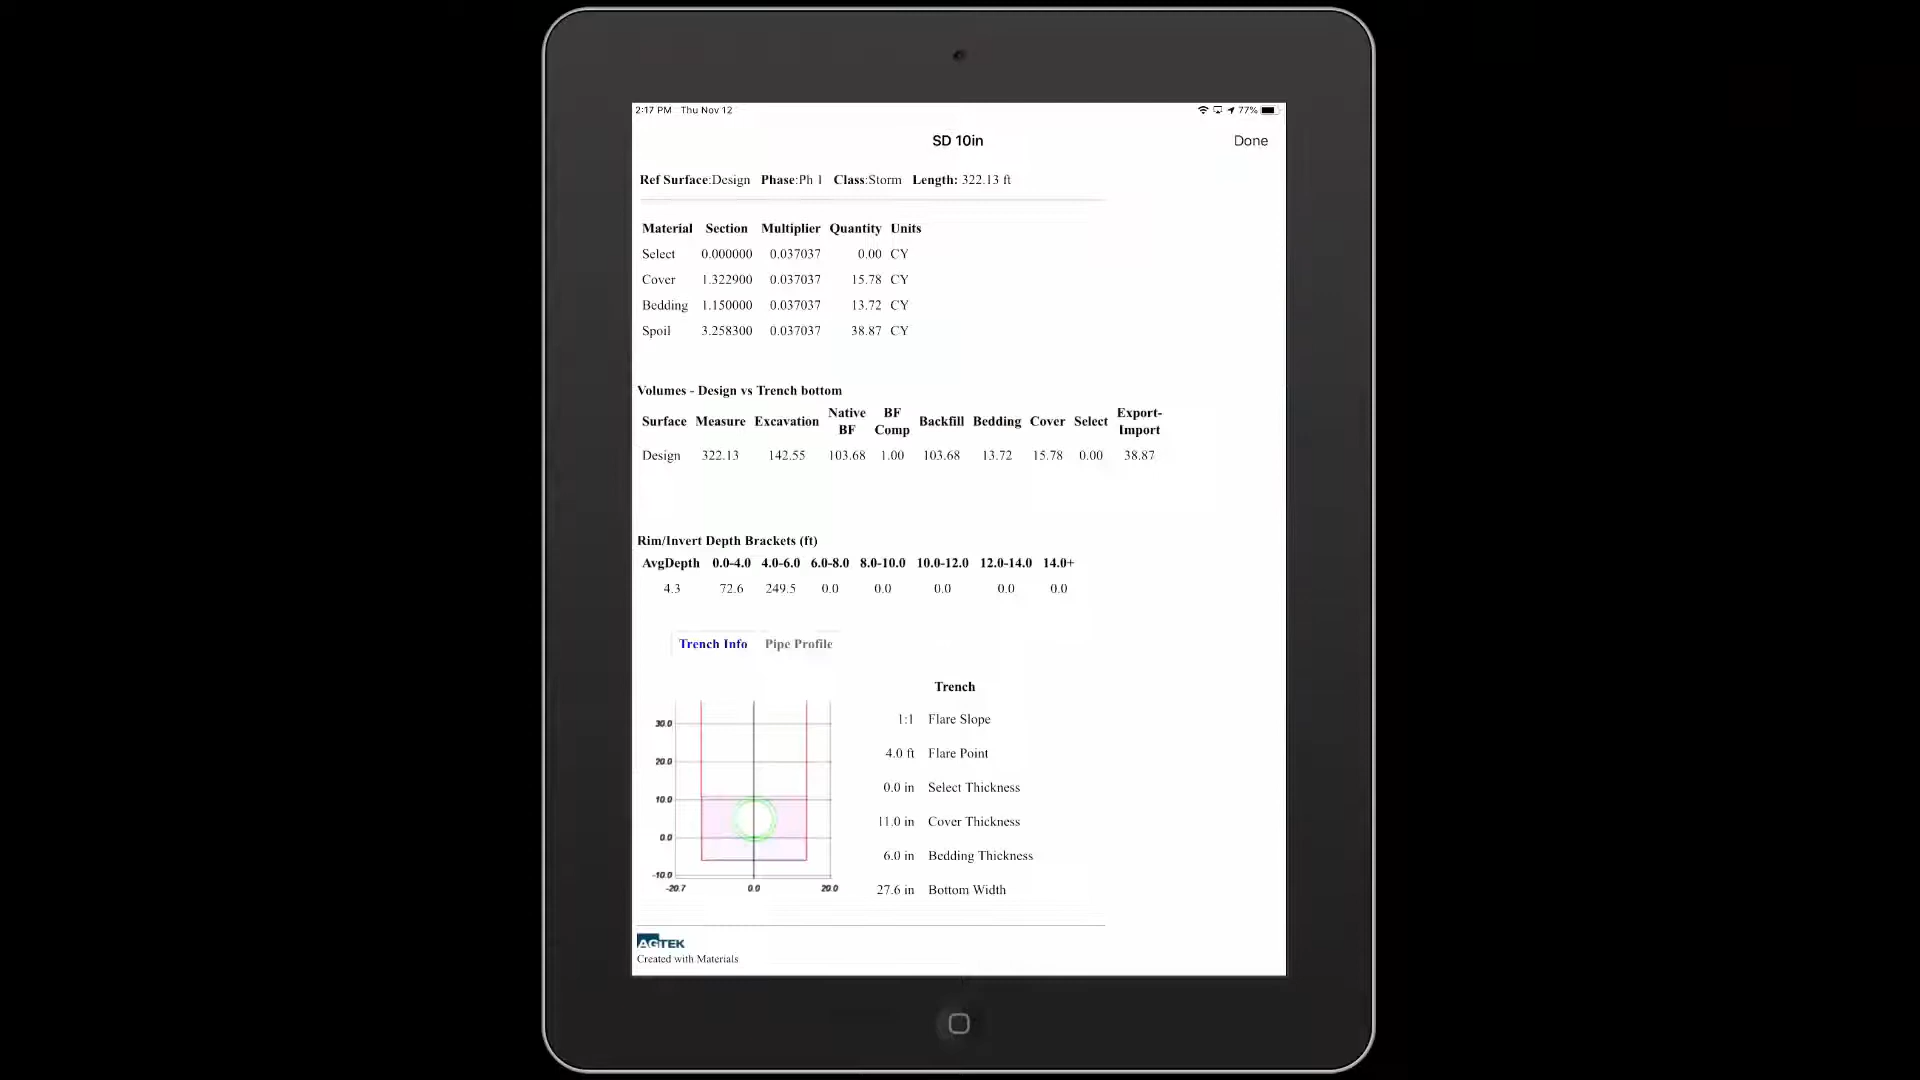 2:17 PM Thu Nov 12 77%
SD 10in Done
Ref Surface:Design Phase:Ph 1 Class:Storm Length: 322.13 ft
Material Section Multiplier Quantity Units
Select 0.000000 0.037037 0.00 CY
Cover 1.322900 0.037037 15.78 CY
Bedding 1.150000 0.037037 13.72 CY
Spoil 3.258300 0.037037 38.87 CY
Volumes - Design vs Trench bottom
Surface Measure Excavation Native BF BF Comp Backfill Bedding Cover Select Export-Import
Design 322.13 142.55 103.68 1.00 103.68 13.72 15.78 0.00 38.87
Rim/Invert Depth Brackets (ft)
AvgDepth 0.0-4.0 4.0-6.0 6.0-8.0 8.0-10.0 10.0-12.0 12.0-14.0 14.0+
4.3 72.6 249.5 0.0 0.0 0.0 0.0 0.0
Trench Info Pipe Profile
30.0
20.0
10.0
0.0
-10.0
-20.7 0.0 20.0
Trench
1:1 Flare Slope
4.0 ft Flare Point
0.0 in Select Thickness
11.0 in Cover Thickness
6.0 in Bedding Thickness
27.6 in Bottom Width
AGTEK
Created with Materials